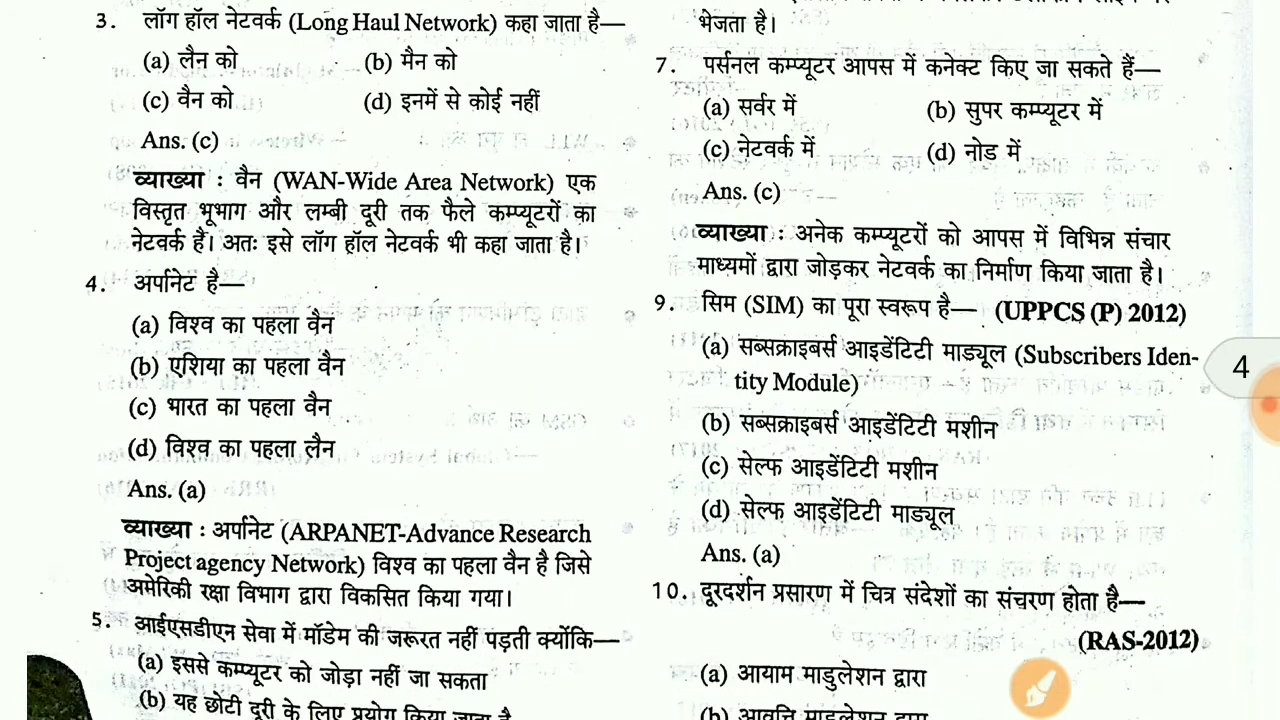 3. लॉग हॉल नेटवर्क (Long Haul Network) कहा जाता है—
(a) लैन को (b) मैन को
(c) वैन को (d) इनमें से कोई नहीं
Ans. (c)
व्याख्या : वैन (WAN-Wide Area Network) एक
विस्तृत भूभाग और लम्बी दूरी तक फैले कम्प्यूटरों का
नेटवर्क हैं। अतः इसे लॉग हॉल नेटवर्क भी कहा जाता है।
4. अर्पानेट है—
(a) विश्व का पहला वैन
(b) एशिया का पहला वैन
(c) भारत का पहला वैन
(d) विश्व का पहला लैन
Ans. (a)
व्याख्या : अर्पानेट (ARPANET-Advance Research
Project agency Network) विश्व का पहला वैन है जिसे
अमेरिकी रक्षा विभाग द्वारा विकसित किया गया।
5. आईएसडीएन सेवा में मॉडेम की जरूरत नहीं पड़ती क्योंकि—
(a) इससे कम्प्यूटर को जोड़ा नहीं जा सकता
(b) यह छोटी दूरी के लिए प्रयोग किया जाता है
भेजता है।
7. पर्सनल कम्प्यूटर आपस में कनेक्ट किए जा सकते हैं—
(a) सर्वर में (b) सुपर कम्प्यूटर में
(c) नेटवर्क में (d) नोड में
Ans. (c)
व्याख्या : अनेक कम्प्यूटरों को आपस में विभिन्न संचार
माध्यमों द्वारा जोड़कर नेटवर्क का निर्माण किया जाता है।
9. सिम (SIM) का पूरा स्वरूप है— (UPPCS (P) 2012)
(a) सब्सक्राइबर्स आइडेंटिटी माड्यूल (Subscribers Iden-
tity Module)
(b) सब्सक्राइबर्स आइडेंटिटी मशीन
(c) सेल्फ आइडेंटिटी मशीन
(d) सेल्फ आइडेंटिटी माड्यूल
Ans. (a)
10. दूरदर्शन प्रसारण में चित्र संदेशों का संचरण होता है—
(RAS-2012)
(a) आयाम माडुलेशन द्वारा
(b) आवृत्ति माडुलेशन द्वारा
4